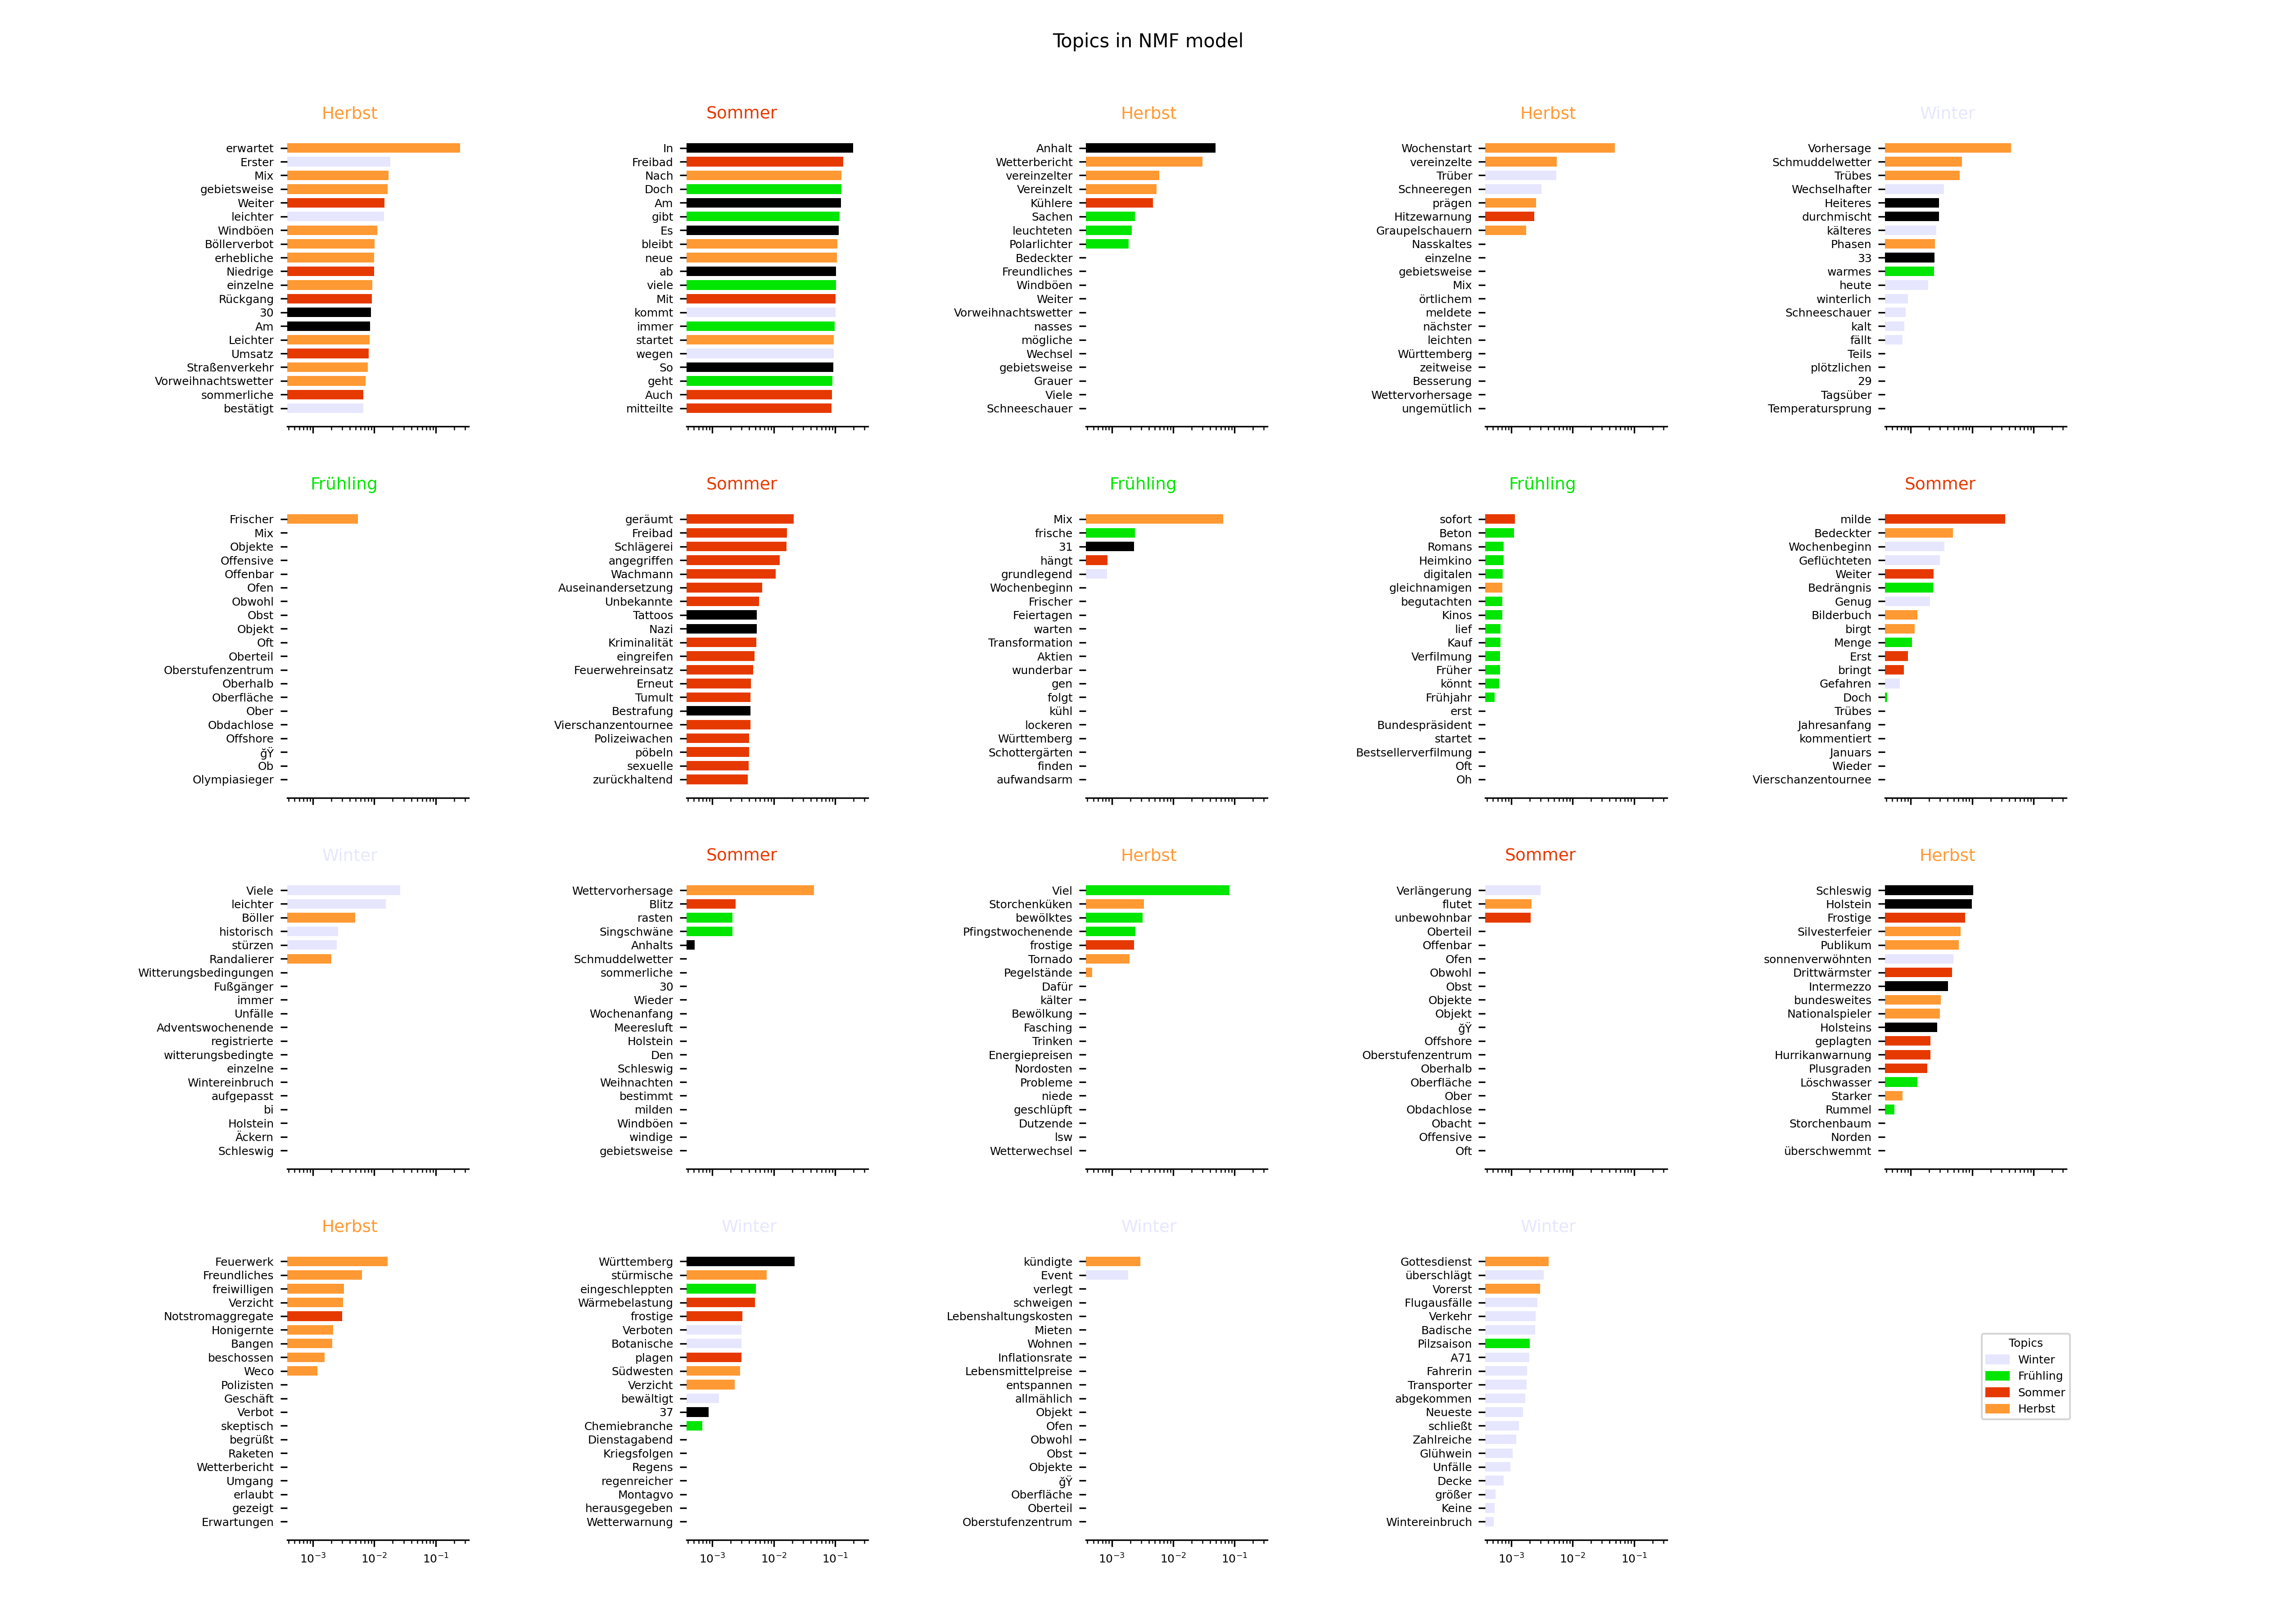 Topics in NMF model
Herbst
erwartet
Erster
Mix
gebietsweise
Weiter
leichter
Windböen
Böllerverbot
erhebliche
Niedrige
einzelne
Rückgang
30
Am
Leichter
Umsatz
Straßenverkehr
Vorweihnachtswetter
sommerliche
bestätigt
Sommer
In
Freibad
Nach
Doch
Am
gibt
Es
bleibt
neue
ab
viele
Mit
kommt
immer
startet
wegen
So
geht
Auch
mitteilte
Herbst
Anhalt
Wetterbericht
vereinzelter
Vereinzelt
Kühlere
Sachen
leuchteten
Polarlichter
Bedeckter
Freundliches
Windböen
Weiter
Vorweihnachtswetter
nasses
mögliche
Wechsel
gebietsweise
Grauer
Viele
Schneeschauer
Herbst
Wochenstart
vereinzelte
Trüber
Schneeregen
prägen
Hitzewarnung
Graupelschauern
Nasskaltes
einzelne
gebietsweise
Mix
örtlichem
meldete
nächster
leichten
Württemberg
zeitweise
Besserung
Wettervorhersage
ungemütlich
Winter
Vorhersage
Schmuddelwetter
Trübes
Wechselhafter
Heiteres
durchmischt
kälteres
Phasen
33
warmes
heute
winterlich
Schneeschauer
kalt
fällt
Teils
plötzlichen
29
Tagsüber
Temperatursprung
Frühling
Frischer
Mix
Objekte
Offensive
Offenbar
Ofen
Obwohl
Obst
Objekt
Oft
Oberteil
Oberstufenzentrum
Oberhalb
Oberfläche
Ober
Obdachlose
Offshore
ğŸ
Ob
Olympiasieger
Sommer
geräumt
Freibad
Schlägerei
angegriffen
Wachmann
Auseinandersetzung
Unbekannte
Tattoos
Nazi
Kriminalität
eingreifen
Feuerwehreinsatz
Erneut
Tumult
Bestrafung
Vierschanzentournee
Polizeiwachen
pöbeln
sexuelle
zurückhaltend
Frühling
Mix
frische
31
hängt
grundlegend
Wochenbeginn
Frischer
Feiertagen
warten
Transformation
Aktien
wunderbar
gen
folgt
kühl
lockeren
Württemberg
Schottergärten
finden
aufwandsarm
Frühling
sofort
Beton
Romans
Heimkino
digitalen
gleichnamigen
begutachten
Kinos
lief
Kauf
Verfilmung
Früher
könnt
Frühjahr
erst
Bundespräsident
startet
Bestsellerverfilmung
Oft
Oh
Sommer
milde
Bedeckter
Wochenbeginn
Geflüchteten
Weiter
Bedrängnis
Genug
Bilderbuch
birgt
Menge
Erst
bringt
Gefahren
Doch
Trübes
Jahresanfang
kommentiert
Januars
Wieder
Vierschanzentournee
Winter
Viele
leichter
Böller
historisch
stürzen
Randalierer
Witterungsbedingungen
Fußgänger
immer
Unfälle
Adventswochenende
registrierte
witterungsbedingte
einzelne
Wintereinbruch
aufgepasst
bi
Holstein
Äckern
Schleswig
Sommer
Wettervorhersage
Blitz
rasten
Singschwäne
Anhalts
Schmuddelwetter
sommerliche
30
Wieder
Wochenanfang
Meeresluft
Holstein
Den
Schleswig
Weihnachten
bestimmt
milden
Windböen
windige
gebietsweise
Herbst
Viel
Storchenküken
bewölktes
Pfingstwochenende
frostige
Tornado
Pegelstände
Dafür
kälter
Bewölkung
Fasching
Trinken
Energiepreisen
Nordosten
Probleme
niede
geschlüpft
Dutzende
lsw
Wetterwechsel
Sommer
Verlängerung
flutet
unbewohnbar
Oberteil
Offenbar
Ofen
Obwohl
Obst
Objekte
Objekt
ğŸ
Offshore
Oberstufenzentrum
Oberhalb
Oberfläche
Ober
Obdachlose
Obacht
Offensive
Oft
Herbst
Schleswig
Holstein
Frostige
Silvesterfeier
Publikum
sonnenverwöhnten
Drittwärmster
Intermezzo
bundesweites
Nationalspieler
Holsteins
geplagten
Hurrikanwarnung
Plusgraden
Löschwasser
Starker
Rummel
Storchenbaum
Norden
überschwemmt
Herbst
Feuerwerk
Freundliches
freiwilligen
Verzicht
Notstromaggregate
Honigernte
Bangen
beschossen
Weco
Polizisten
Geschäft
Verbot
skeptisch
begrüßt
Raketen
Wetterbericht
Umgang
erlaubt
gezeigt
Erwartungen
10⁻³ 10⁻² 10⁻¹
Winter
Württemberg
stürmische
eingeschleppten
Wärmebelastung
frostige
Verboten
Botanische
plagen
Südwesten
Verzicht
bewältigt
37
Chemiebranche
Dienstagabend
Kriegsfolgen
Regens
regenreicher
Montagvo
herausgegeben
Wetterwarnung
10⁻³ 10⁻² 10⁻¹
Winter
kündigte
Event
verlegt
schweigen
Lebenshaltungskosten
Mieten
Wohnen
Inflationsrate
Lebensmittelpreise
entspannen
allmählich
Objekt
Ofen
Obwohl
Obst
Objekte
ğŸ
Oberfläche
Oberteil
Oberstufenzentrum
10⁻³ 10⁻² 10⁻¹
Winter
Gottesdienst
überschlägt
Vorerst
Flugausfälle
Verkehr
Badische
Pilzsaison
A71
Fahrerin
Transporter
abgekommen
Neueste
schließt
Zahlreiche
Glühwein
Unfälle
Decke
größer
Keine
Wintereinbruch
10⁻³ 10⁻² 10⁻¹
Topics
Winter
Frühling
Sommer
Herbst